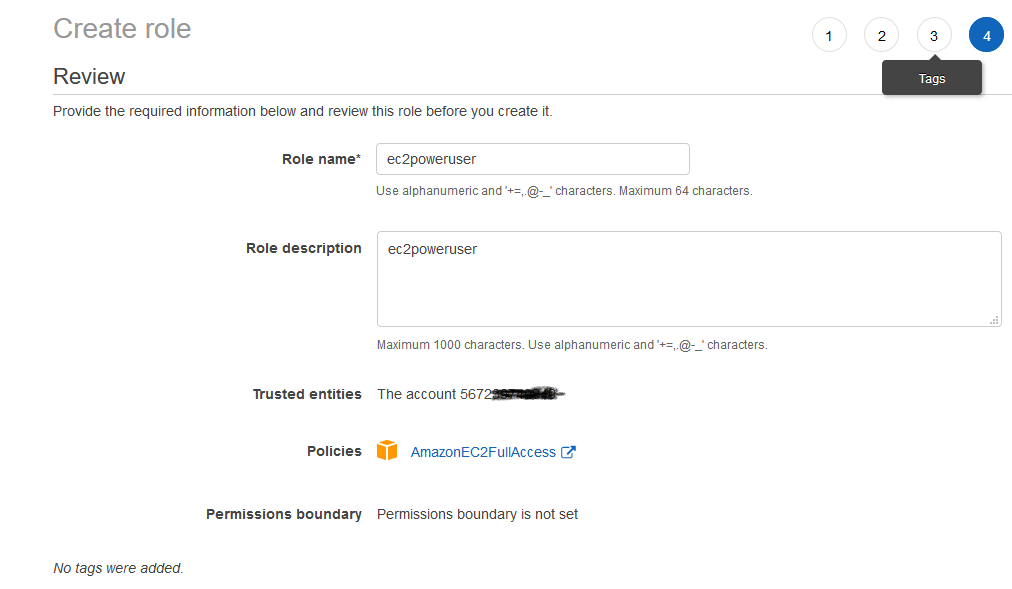 Create role
1 2 3 4
Tags
Review
Provide the required information below and review this role before you create it.
Role name* ec2poweruser
Use alphanumeric and '+=,.@-_' characters. Maximum 64 characters.
Role description ec2poweruser
Maximum 1000 characters. Use alphanumeric and '+=,.@-_' characters.
Trusted entities The account 5672
Policies AmazonEC2FullAccess
Permissions boundary Permissions boundary is not set
No tags were added.